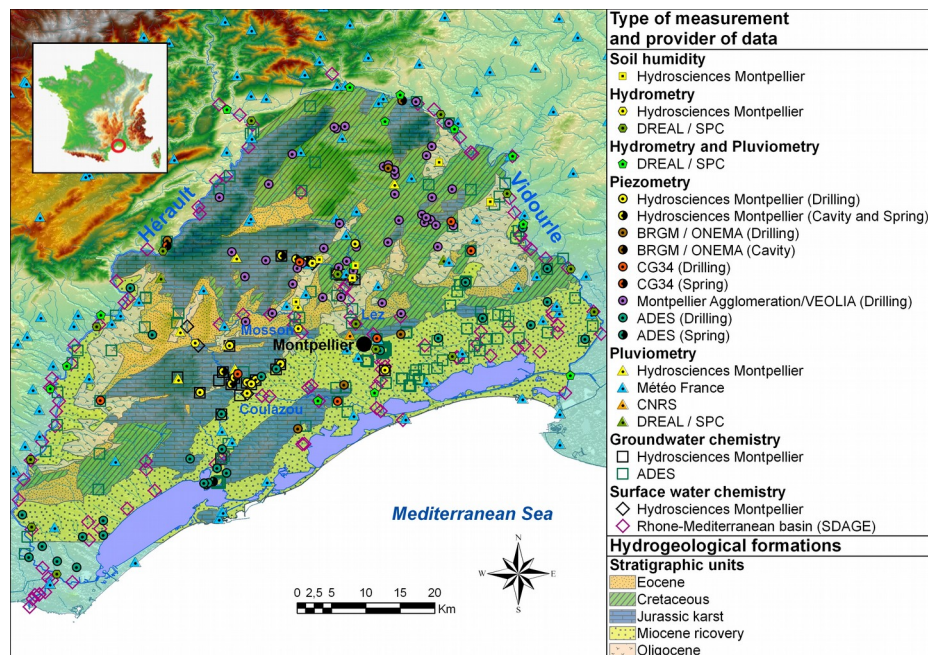 Type of measurement
and provider of data
Soil humidity
Hydrosciences Montpellier
Hydrometry
Hydrosciences Montpellier
DREAL / SPC
Hydrometry and Pluviometry
DREAL / SPC
Piezometry
Hydrosciences Montpellier (Drilling)
Hydrosciences Montpellier (Cavity and Spring)
BRGM / ONEMA (Drilling)
BRGM / ONEMA (Cavity)
CG34 (Drilling)
CG34 (Spring)
Montpellier Agglomeration/VEOLIA (Drilling)
ADES (Drilling)
ADES (Spring)
Pluviometry
Hydrosciences Montpellier
Météo France
CNRS
DREAL / SPC
Groundwater chemistry
Hydrosciences Montpellier
ADES
Surface water chemistry
Hydrosciences Montpellier
Rhone-Mediterranean basin (SDAGE)
Hydrogeological formations
Stratigraphic units
Eocene
Cretaceous
Jurassic karst
Miocene ricovery
Oligocene
Hérault
Vidourle
Lez
Mosson
Montpellier
Coulazou
Mediterranean Sea
N
W E
S
0 2,5 5 10 15 20
Km